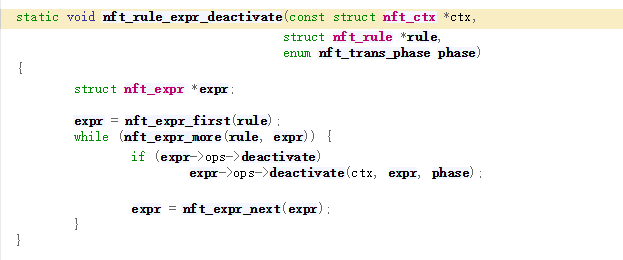 static void nft_rule_expr_deactivate(const struct nft_ctx *ctx,
struct nft_rule *rule,
enum nft_trans_phase phase)
{
struct nft_expr *expr;
expr = nft_expr_first(rule);
while (nft_expr_more(rule, expr)) {
if (expr->ops->deactivate)
expr->ops->deactivate(ctx, expr, phase);
expr = nft_expr_next(expr);
}
}